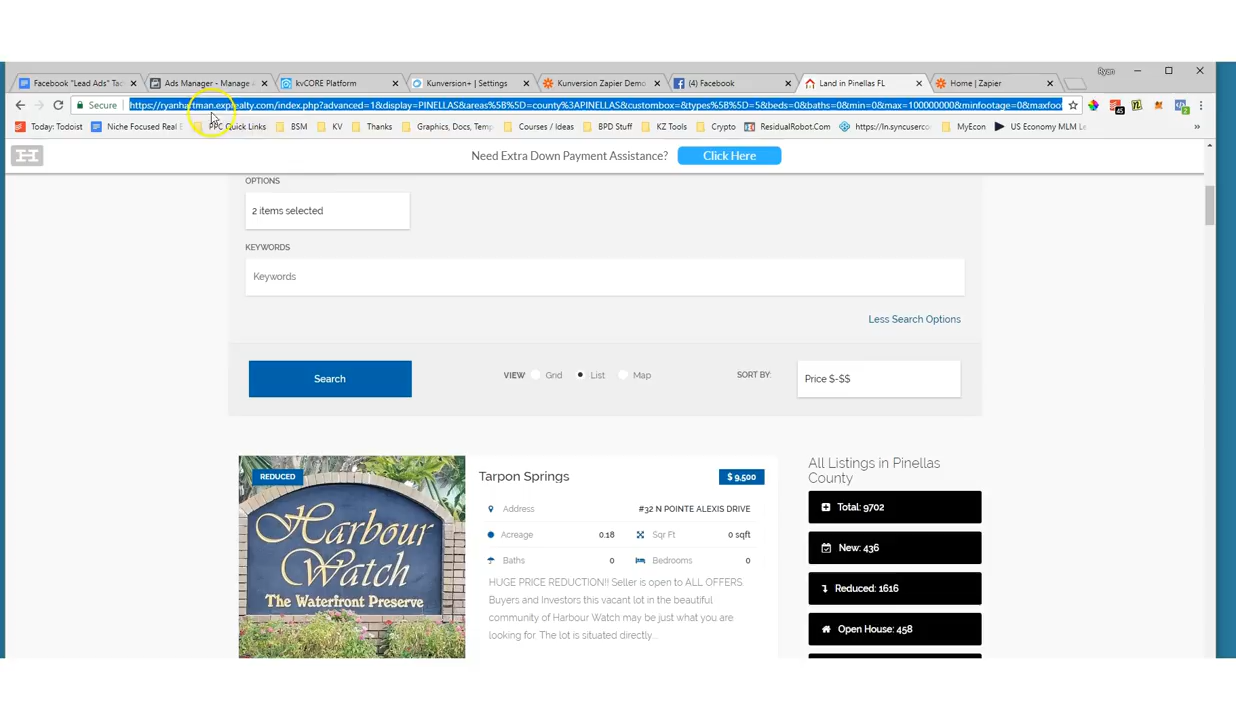 Ryan
Facebook "Lead Ads" Tac
Ads Manager - Manage A
kvCORE Platform
Kunversion+ | Settings
Kunversion Zapier Demo
(4) Facebook
Land in Pinellas FL
Home | Zapier
Secure
https://ryanhartman.exprealty.com/index.php?advanced=1&display=PINELLAS&areas%5B%5D=county%3APINELLAS&custombox=&types%5B%5D=5&beds=0&baths=0&min=0&max=100000000&minfootage=0&maxfoo
Today: Todoist
Niche Focused Real E
PPC Quick Links
BSM
KV
Thanks
Graphics, Docs, Temp
Courses / Ideas
BPD Stuff
KZ Tools
Crypto
ResidualRobot.Com
https://ln.syncuserco
MyEcon
US Economy MLM Le
»
Need Extra Down Payment Assistance?
Click Here
OPTIONS
2 items selected
KEYWORDS
Keywords
Less Search Options
Search
VIEW
Grid
List
Map
SORT BY:
Price $-$$
REDUCED
Harbour
Watch
The Waterfront Preserve
Tarpon Springs
$ 9,500
Address
#32 N POINTE ALEXIS DRIVE
Acreage
0.18
Sqr Ft
0 sqft
Baths
0
Bedrooms
0
HUGE PRICE REDUCTION!! Seller is open to ALL OFFERS.
Buyers and Investors this vacant lot in the beautiful
community of Harbour Watch may be just what you are
looking for The lot is situated directly...
All Listings in Pinellas
County
Total: 9702
New: 436
Reduced: 1616
Open House: 458